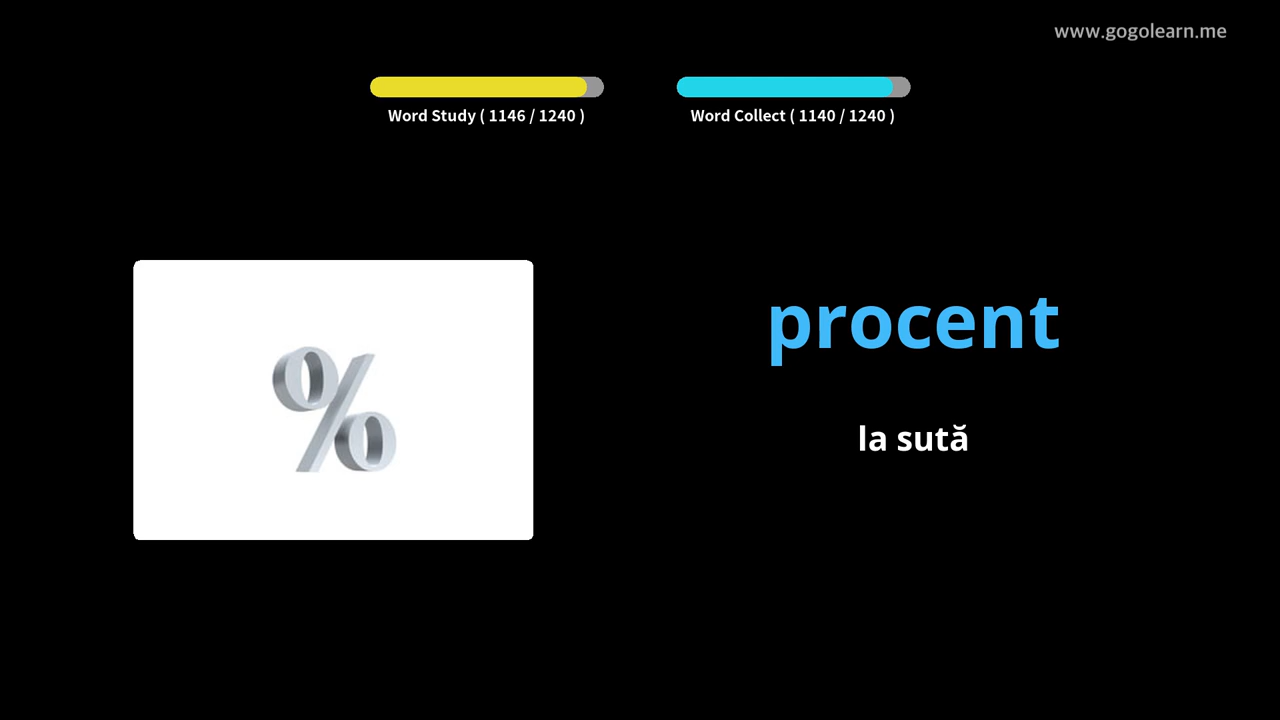 www.gogolearn.me
Word Study ( 1146 / 1240 )
Word Collect ( 1140 / 1240 )
%
procent
la sută